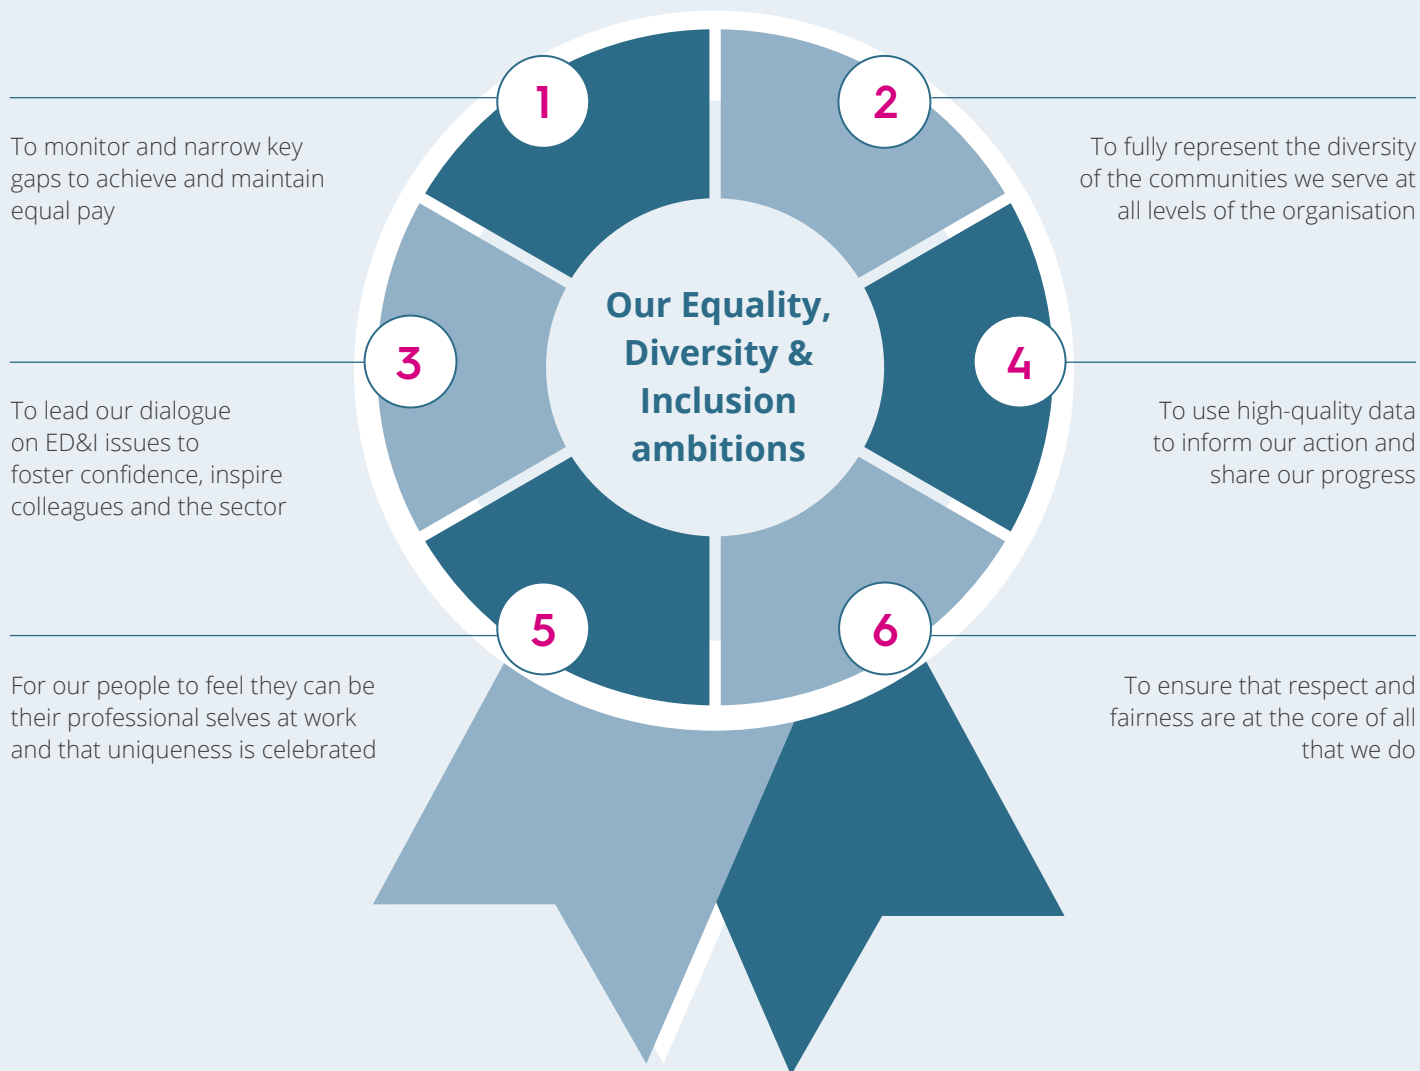 Our Equality,
Diversity &
Inclusion
ambitions
1
To monitor and narrow key
gaps to achieve and maintain
equal pay
2
To fully represent the diversity
of the communities we serve at
all levels of the organisation
3
To lead our dialogue
on ED&I issues to
foster confidence, inspire
colleagues and the sector
4
To use high-quality data
to inform our action and
share our progress
5
For our people to feel they can be
their professional selves at work
and that uniqueness is celebrated
6
To ensure that respect and
fairness are at the core of all
that we do